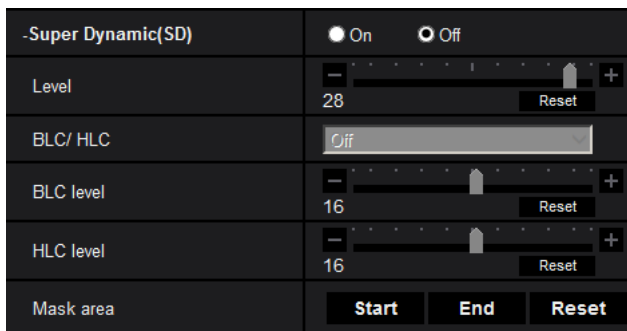 -Super Dynamic(SD) On Off
Level 28 Reset
BLC/ HLC Off
BLC level 16 Reset
HLC level 16 Reset
Mask area Start End Reset